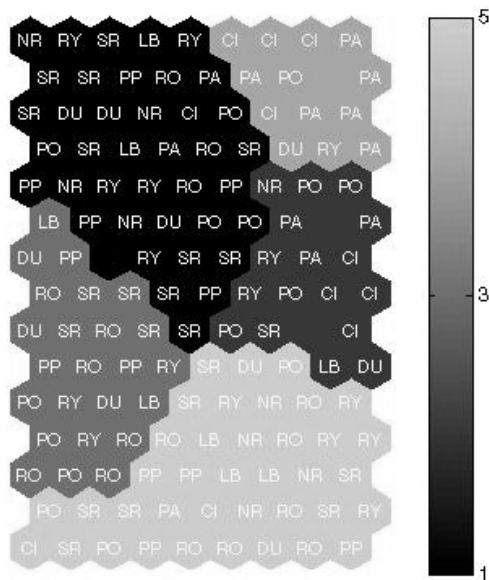 NR RY SR LB RY CI CI CI PA 5
SR SR PP RO PA PA PO PA
SR DU DU NR CI PO CI PA PA
PO SR LB PA RO SR DU RY PA
PP NR RY RY RO PP NR PO PO
LB PP NR DU PO PO PA PA
DU PP RY SR SR RY PA CI
RO SR SR SR PP RY PO CI CI 3
DU SR RO SR SR PO SR CI
PP RO PP RY SR DU PO LB DU
PO RY DU LB SR RY NR RO RY
PO RY RO RO LB NR RO RY RY
RO PO RO PP PP LB LB NR SR
PO SR SR PA CI NR RO SR RY
CI SR PO PP RO RO DU RO PP 1